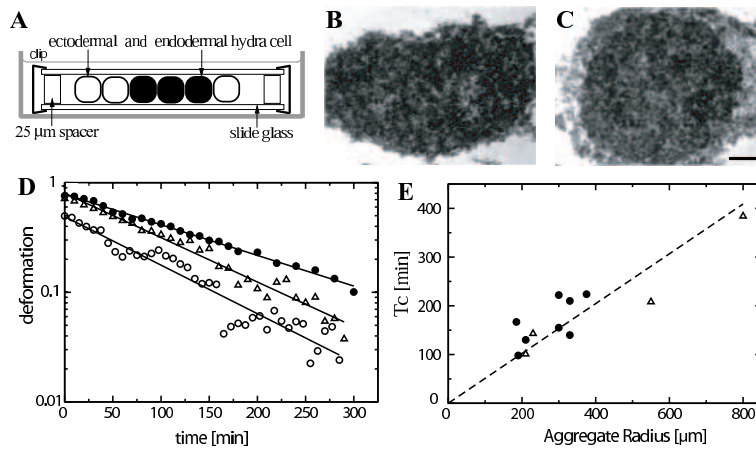 A
ectodermal and endodermal hydra cell
clip
25 μm spacer
slide glass
B
C
D
1
0.1
0.01
deformation
0 50 100 150 200 250 300
time [min]
E
400
300
200
100
0
Tc [min]
0 200 400 600 800
Aggregate Radius [μm]